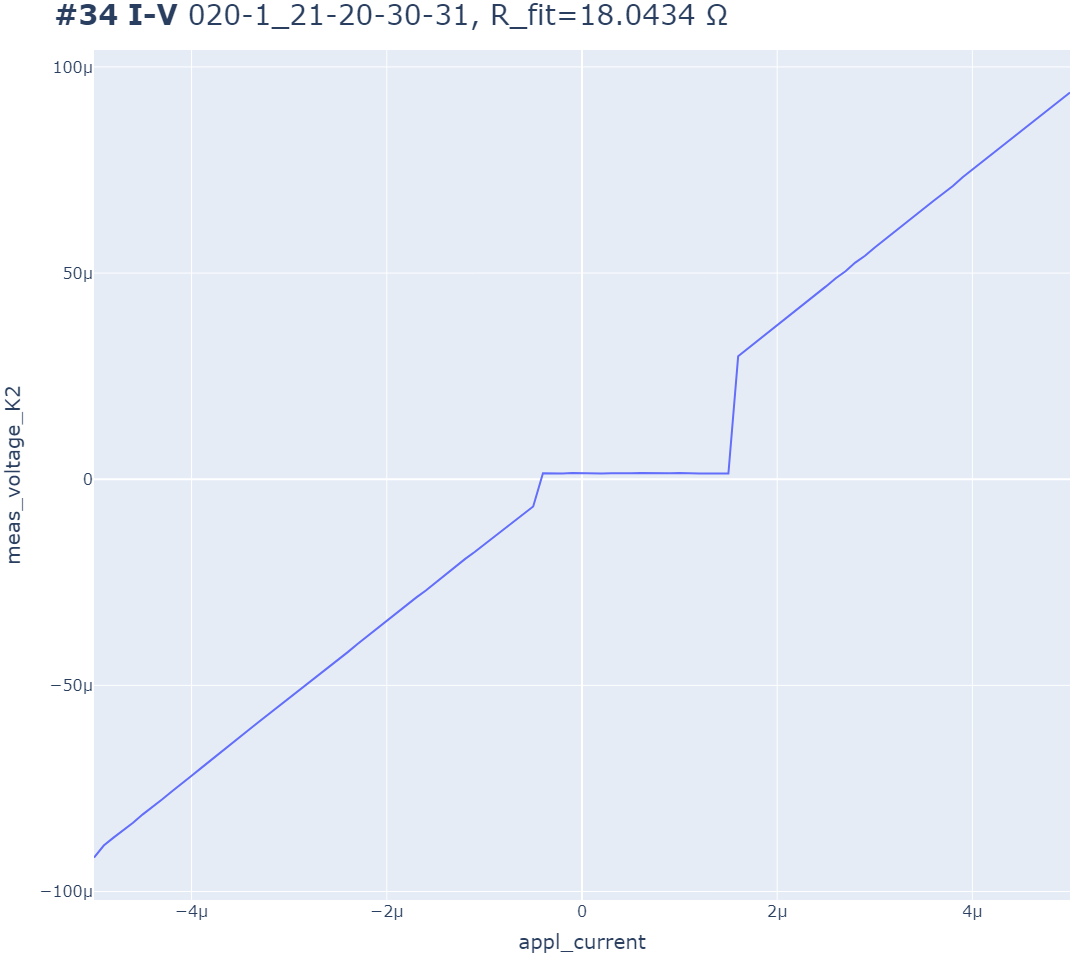 #34 I-V 020-1_21-20-30-31, R_fit=18.0434 Ω
100µ
50µ
0
−50µ
−100µ
meas_voltage_K2
−4µ
−2µ
0
2µ
4µ
appl_current